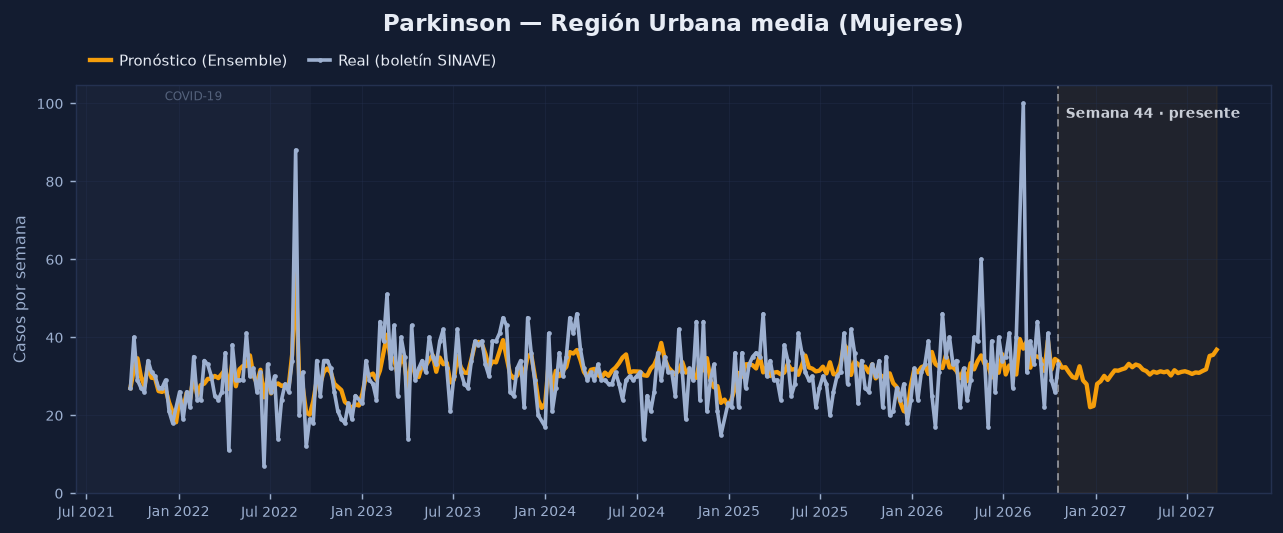 Parkinson — Región Urbana media (Mujeres)
Pronóstico (Ensemble)
Real (boletín SINAVE)
COVID-19
Semana 44 · presente
Casos por semana
100
80
60
40
20
0
Jul 2021
Jan 2022
Jul 2022
Jan 2023
Jul 2023
Jan 2024
Jul 2024
Jan 2025
Jul 2025
Jan 2026
Jul 2026
Jan 2027
Jul 2027